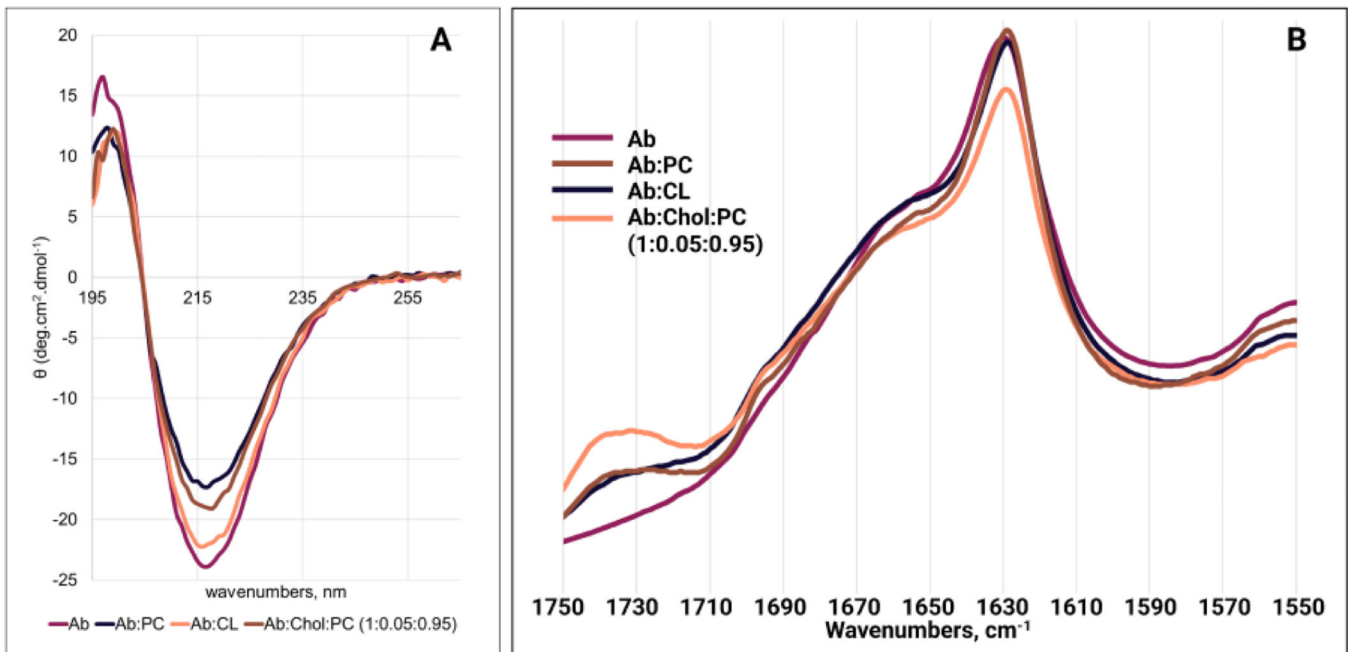 A
20
15
10
5
0
-5
-10
-15
-20
-25
195
215
235
255
θ (deg.cm².dmol⁻¹)
wavenumbers, nm
Ab Ab:PC Ab:CL Ab:Chol:PC (1:0.05:0.95)
B
Ab
Ab:PC
Ab:CL
Ab:Chol:PC
(1:0.05:0.95)
1750 1730 1710 1690 1670 1650 1630 1610 1590 1570 1550
Wavenumbers, cm⁻¹